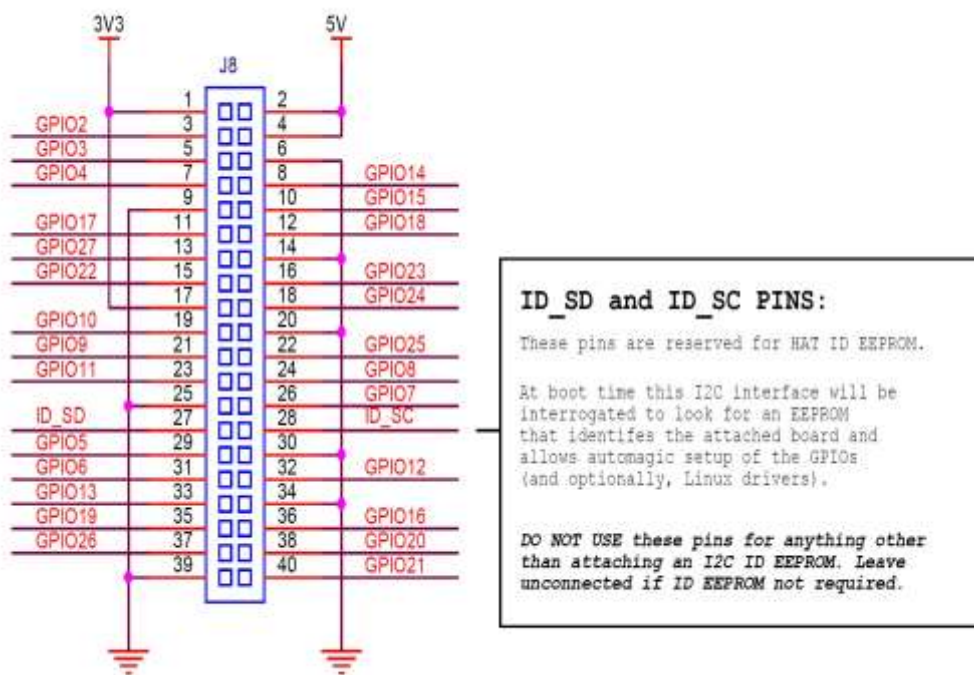 3V3 5V
J8
1 2
GPIO2 3 4
GPIO3 5 6
GPIO4 7 8 GPIO14
9 10 GPIO15
GPIO17 11 12 GPIO18
GPIO27 13 14
GPIO22 15 16 GPIO23
17 18 GPIO24
GPIO10 19 20
GPIO9 21 22 GPIO25
GPIO11 23 24 GPIO8
25 26 GPIO7
ID_SD 27 28 ID_SC
GPIO5 29 30
GPIO6 31 32 GPIO12
GPIO13 33 34
GPIO19 35 36 GPIO16
GPIO26 37 38 GPIO20
39 40 GPIO21
ID_SD and ID_SC PINS:
These pins are reserved for HAT ID EEPROM.
At boot time this I2C interface will be
interrogated to look for an EEPROM
that identifes the attached board and
allows automagic setup of the GPIOs
(and optionally, Linux drivers).
DO NOT USE these pins for anything other
than attaching an I2C ID EEPROM. Leave
unconnected if ID EEPROM not required.